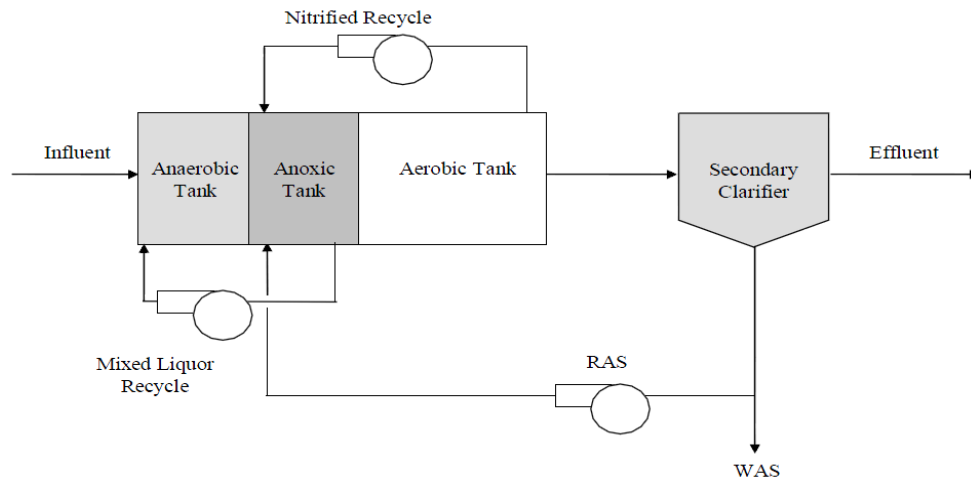 Nitrified Recycle
Influent
Anaerobic
Tank
Anoxic
Tank
Aerobic Tank
Secondary
Clarifier
Effluent
Mixed Liquor
Recycle
RAS
WAS